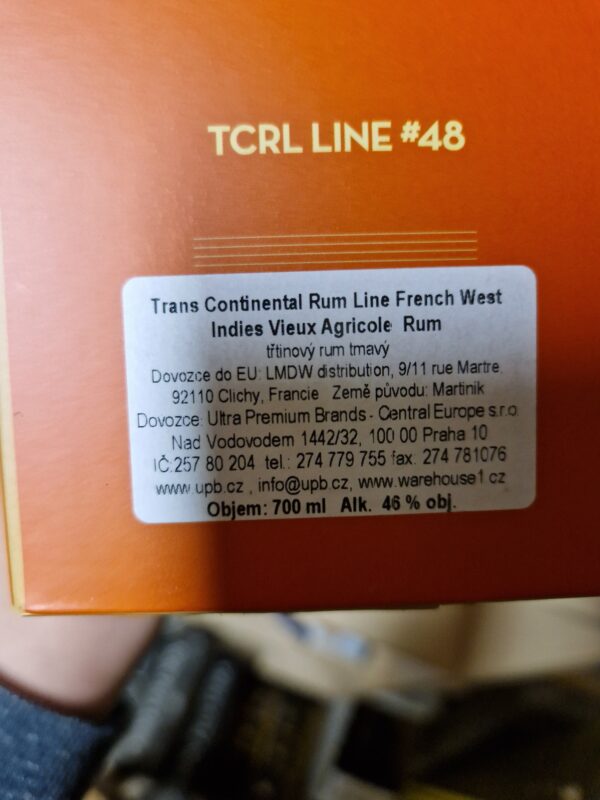 TCRL LINE #48
Trans Continental Rum Line French West
Indies Vieux Agricole Rum
třtinový rum tmavý
Dovozce do EU: LMDW distribution, 9/11 rue Martre,
92110 Clichy, Francie Země původu: Martinik
Dovozce: Ultra Premium Brands - Central Europe s.r.o.
Nad Vodovodem 1442/32, 100 00 Praha 10
IČ:257 80 204 tel.: 274 779 755 fax: 274 781076
www.upb.cz , info@upb.cz, www.warehouse1.cz
Objem: 700 ml Alk. 46 % obj.